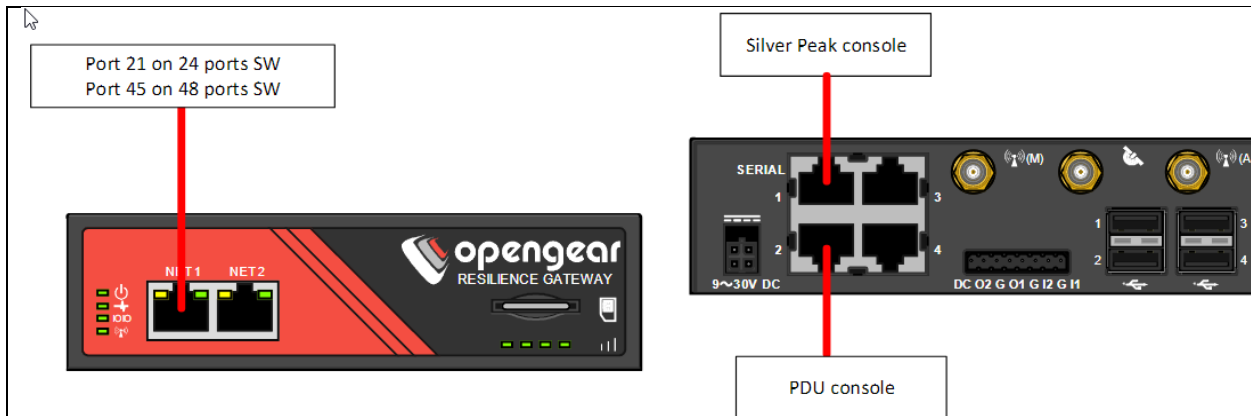 Port 21 on 24 ports SW
Port 45 on 48 ports SW
NET1 NET2
IOIO
opengear
RESILIENCE GATEWAY
Silver Peak console
SERIAL
1
2
3
4
9~30V DC
(M)
(A
DC O2 G O1 G I2 G I1
1
2
3
4
PDU console